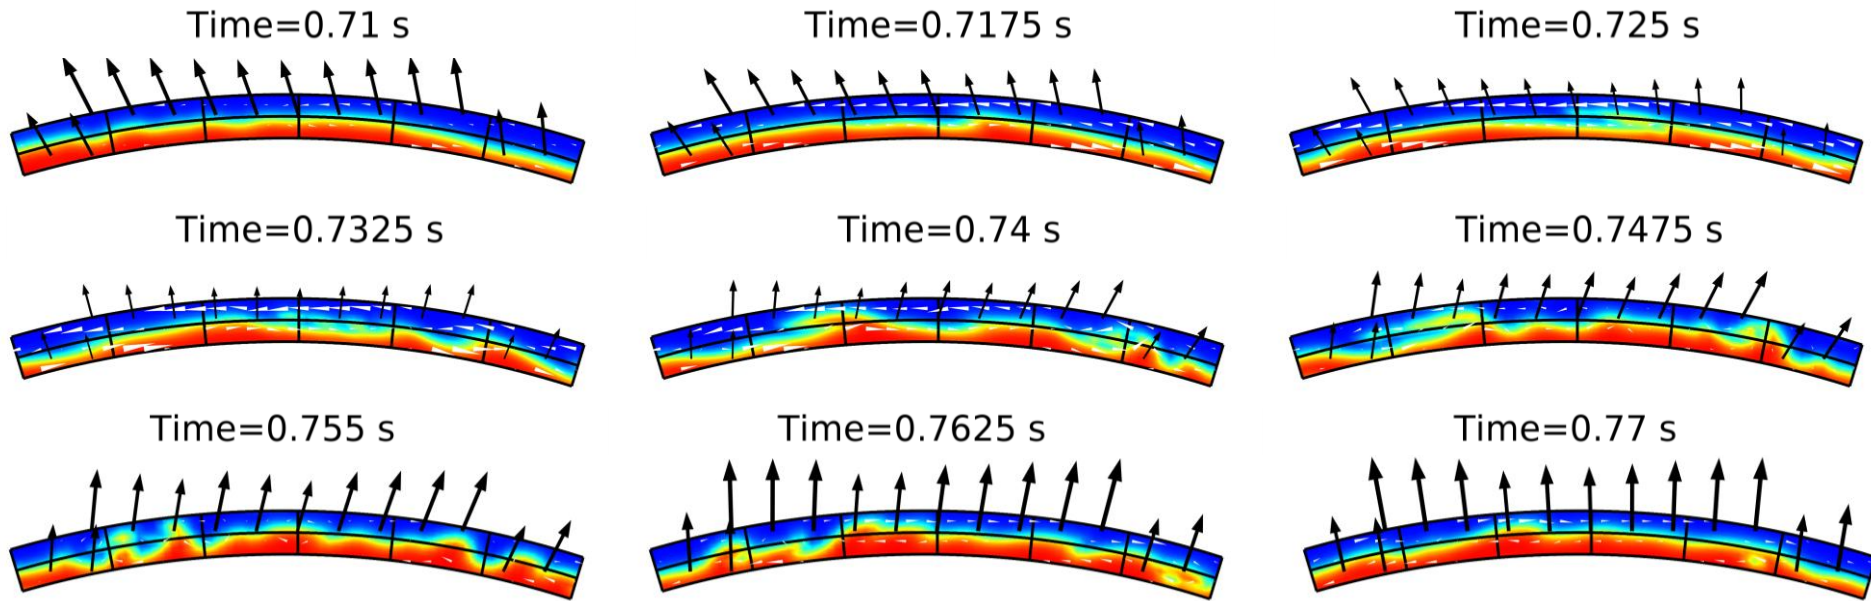 Time=0.71 s
Time=0.7175 s
Time=0.725 s
Time=0.7325 s
Time=0.74 s
Time=0.7475 s
Time=0.755 s
Time=0.7625 s
Time=0.77 s